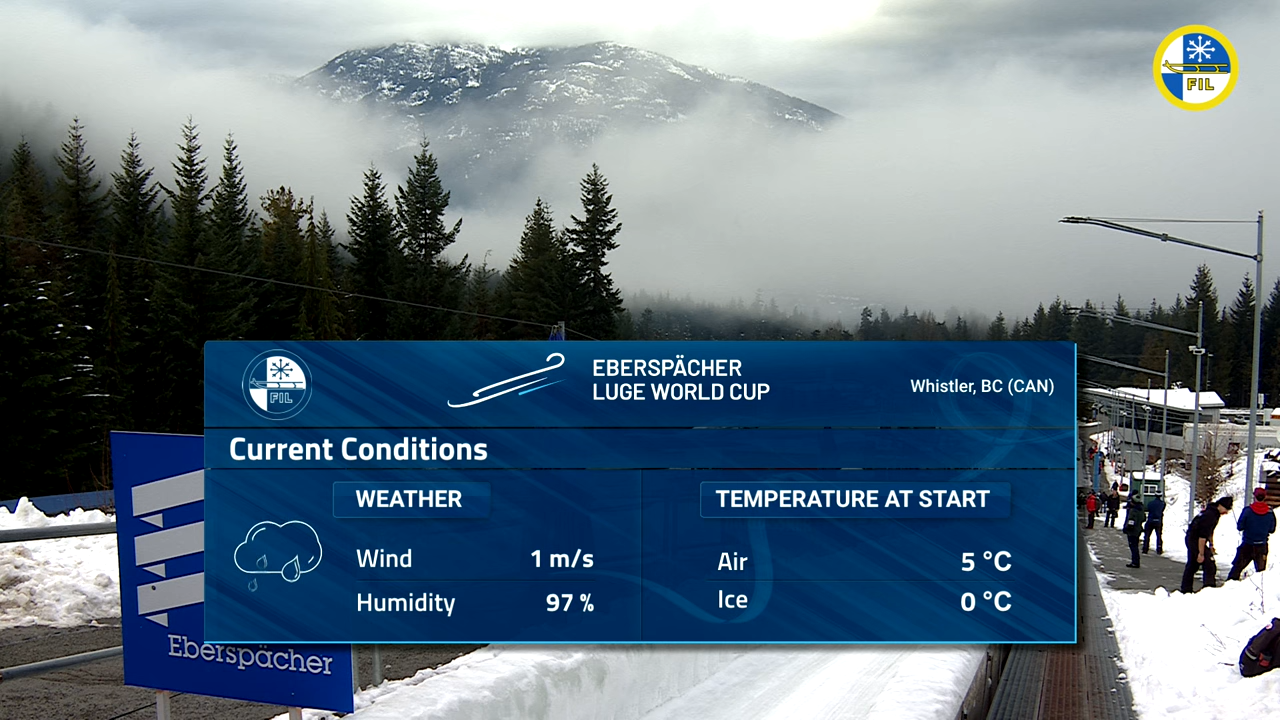 FIL
FIL
EBERSPÄCHER
LUGE WORLD CUP
Whistler, BC (CAN)
Current Conditions
WEATHER
TEMPERATURE AT START
Wind 1 m/s
Air 5 °C
Humidity 97 %
Ice 0 °C
Eberspächer